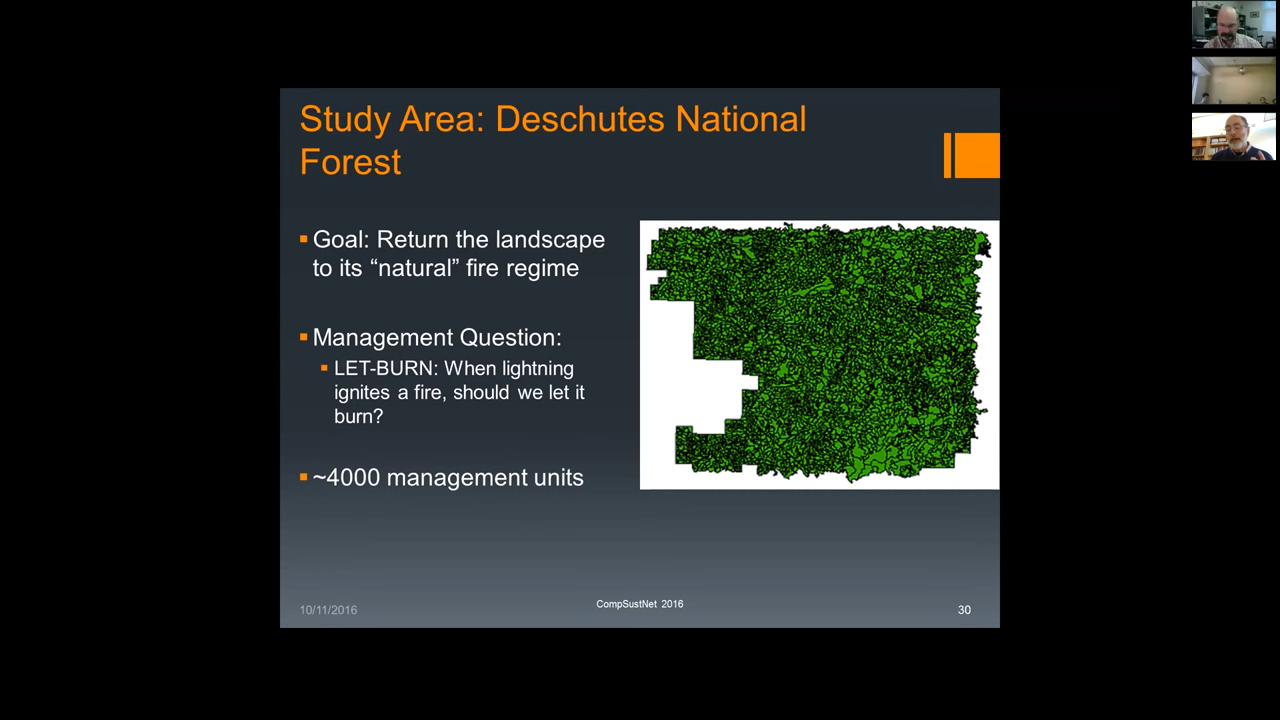 Study Area: Deschutes National
Forest
Goal: Return the landscape
to its “natural” fire regime
Management Question:
LET-BURN: When lightning
ignites a fire, should we let it
burn?
~4000 management units
10/11/2016
CompSustNet 2016
30